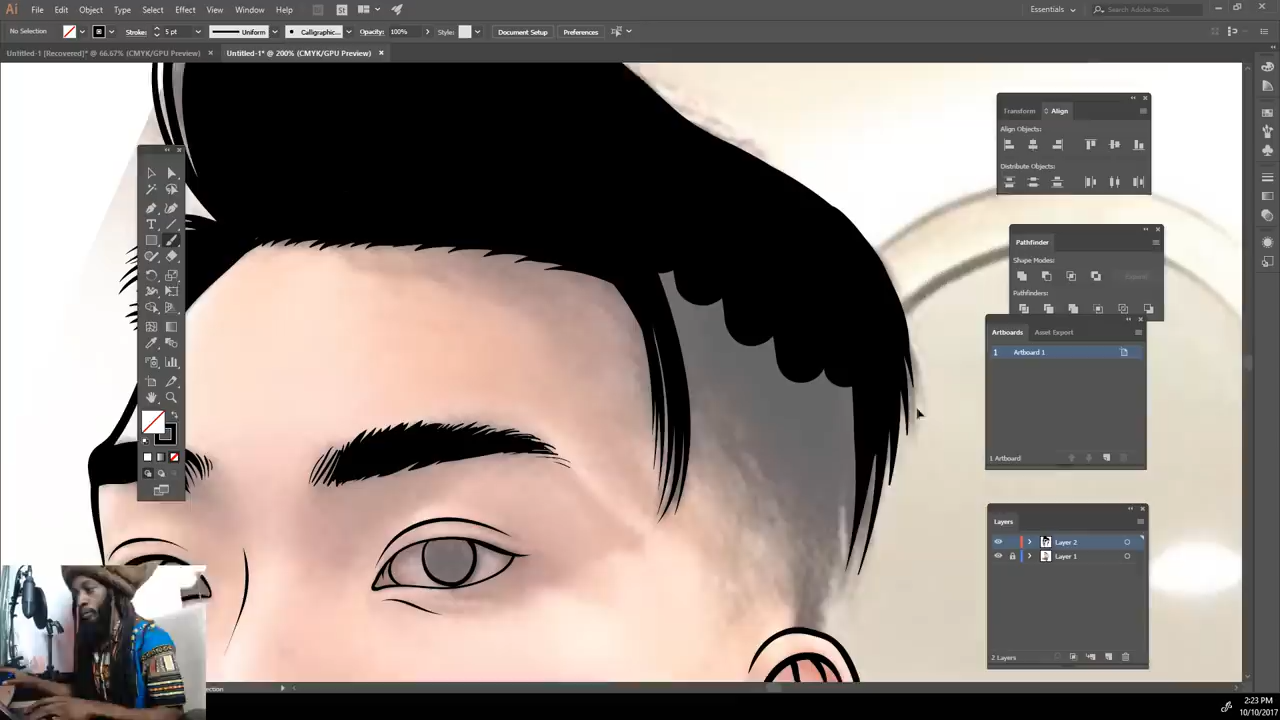 Ai File Edit Object Type Select Effect View Window Help St Essentials Search Adobe Stock
No Selection Stroke: 5 pt Uniform Calligraphic... Opacity: 100% Style: Document Setup Preferences
Untitled-1 [Recovered]* @ 66.67% (CMYK/GPU Preview) Untitled-1* @ 200% (CMYK/GPU Preview)
Transform Align
Align Objects:
Distribute Objects:
Pathfinder
Shape Modes:
Expand
Pathfinders:
Artboards Asset Export
1 Artboard 1
1 Artboard
Layers
Layer 2
Layer 1
2 Layers
2:23 PM
10/10/2017